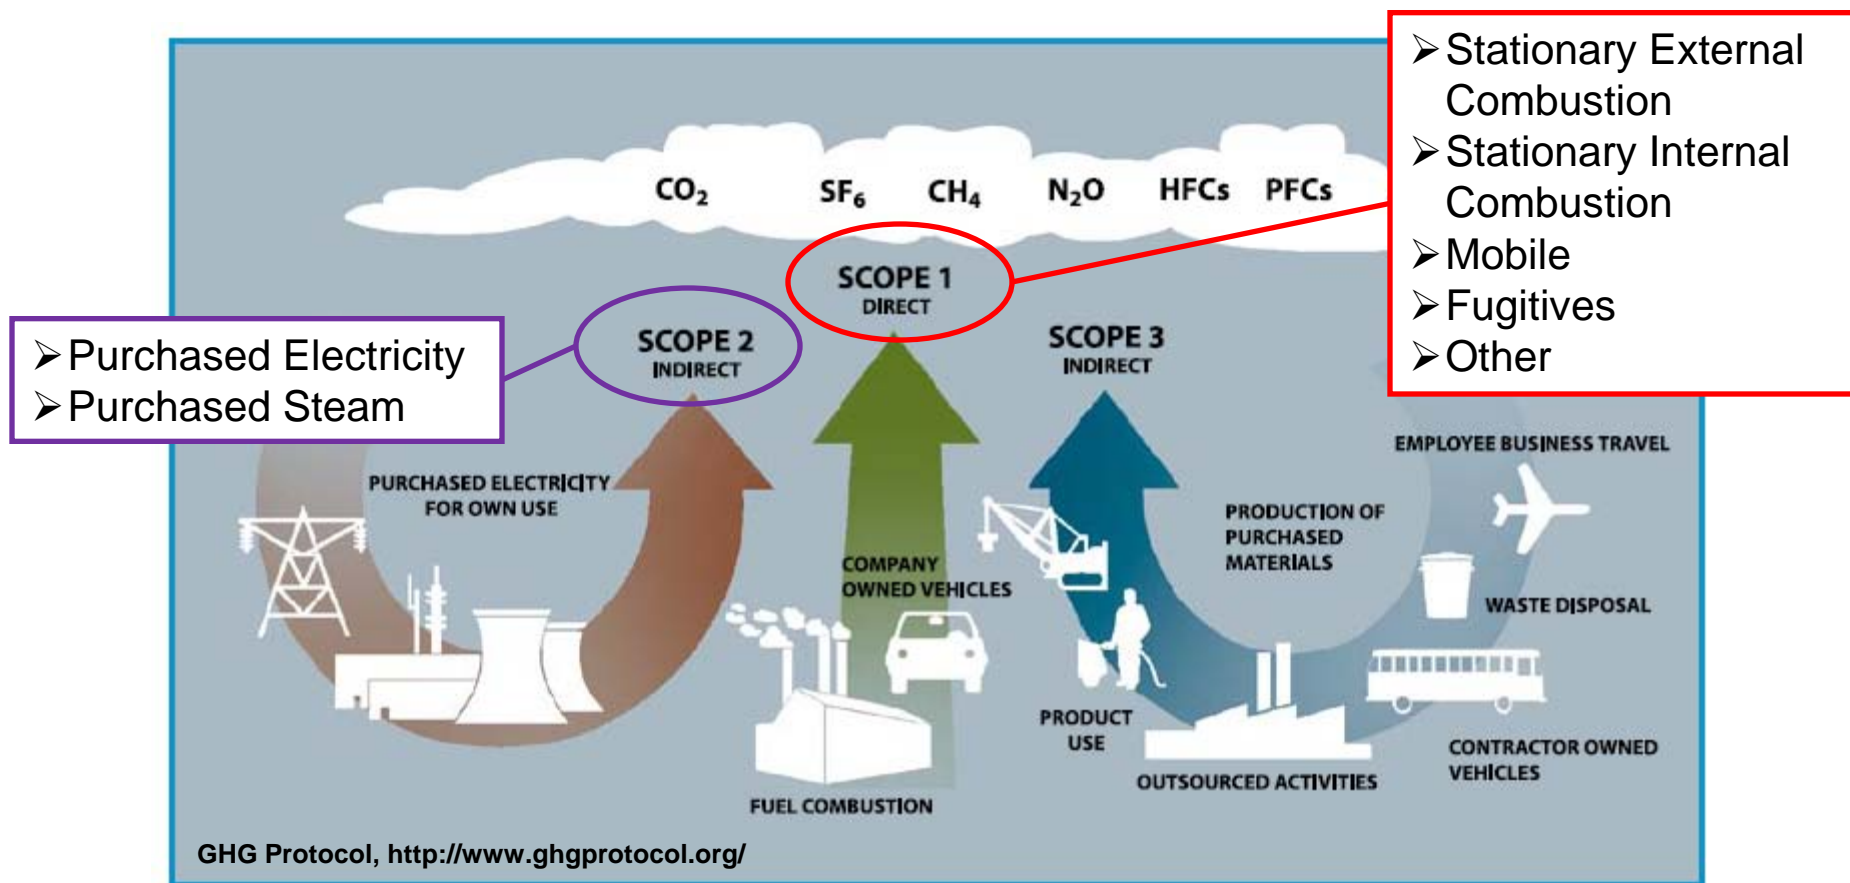 ➢Stationary External
Combustion
➢Stationary Internal
Combustion
➢Mobile
➢Fugitives
➢Other
CO₂ SF₆ CH₄ N₂O HFCs PFCs
SCOPE 1
DIRECT
SCOPE 2
INDIRECT
SCOPE 3
INDIRECT
➢Purchased Electricity
➢Purchased Steam
PURCHASED ELECTRICITY
FOR OWN USE
COMPANY
OWNED VEHICLES
FUEL COMBUSTION
EMPLOYEE BUSINESS TRAVEL
PRODUCTION OF
PURCHASED
MATERIALS
WASTE DISPOSAL
PRODUCT
USE
OUTSOURCED ACTIVITIES
CONTRACTOR OWNED
VEHICLES
GHG Protocol, http://www.ghgprotocol.org/